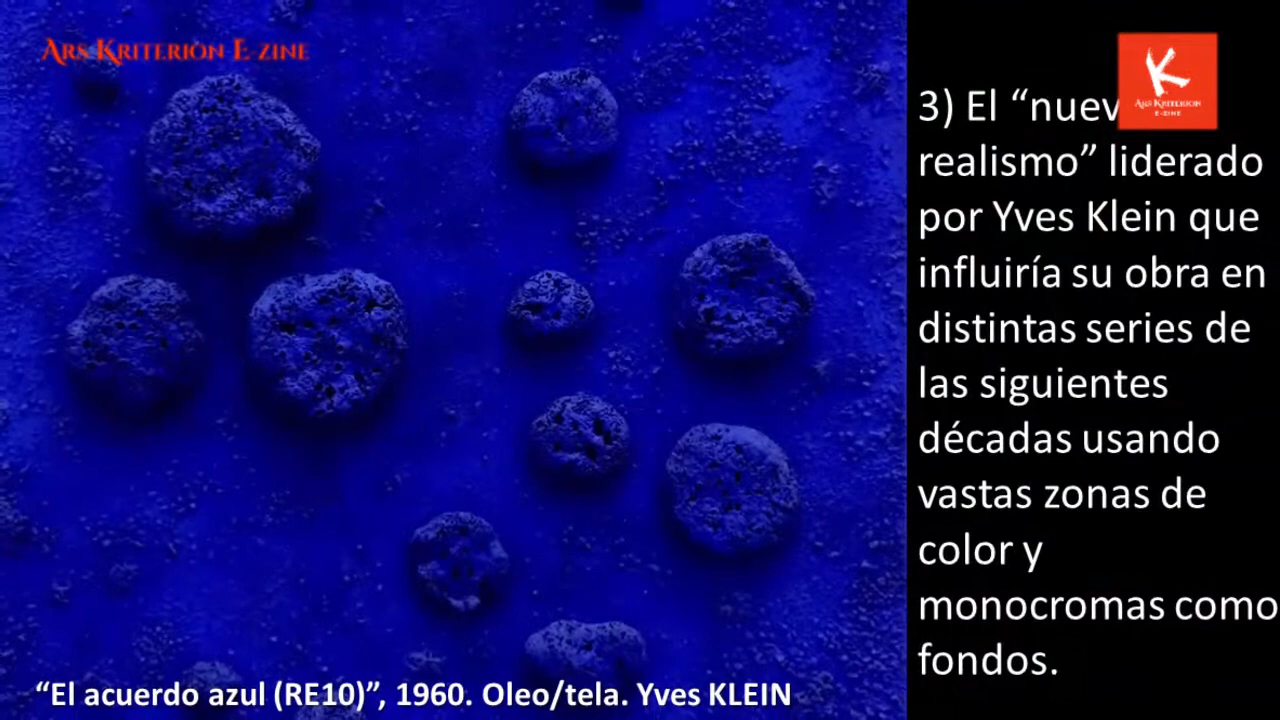 ARS KRITERION E-ZINE
ARS KRITERION
E-ZINE
3) El “nuev
realismo” liderado
por Yves Klein que
influiría su obra en
distintas series de
las siguientes
décadas usando
vastas zonas de
color y
monocromas como
fondos.
“El acuerdo azul (RE10)”, 1960. Oleo/tela. Yves KLEIN